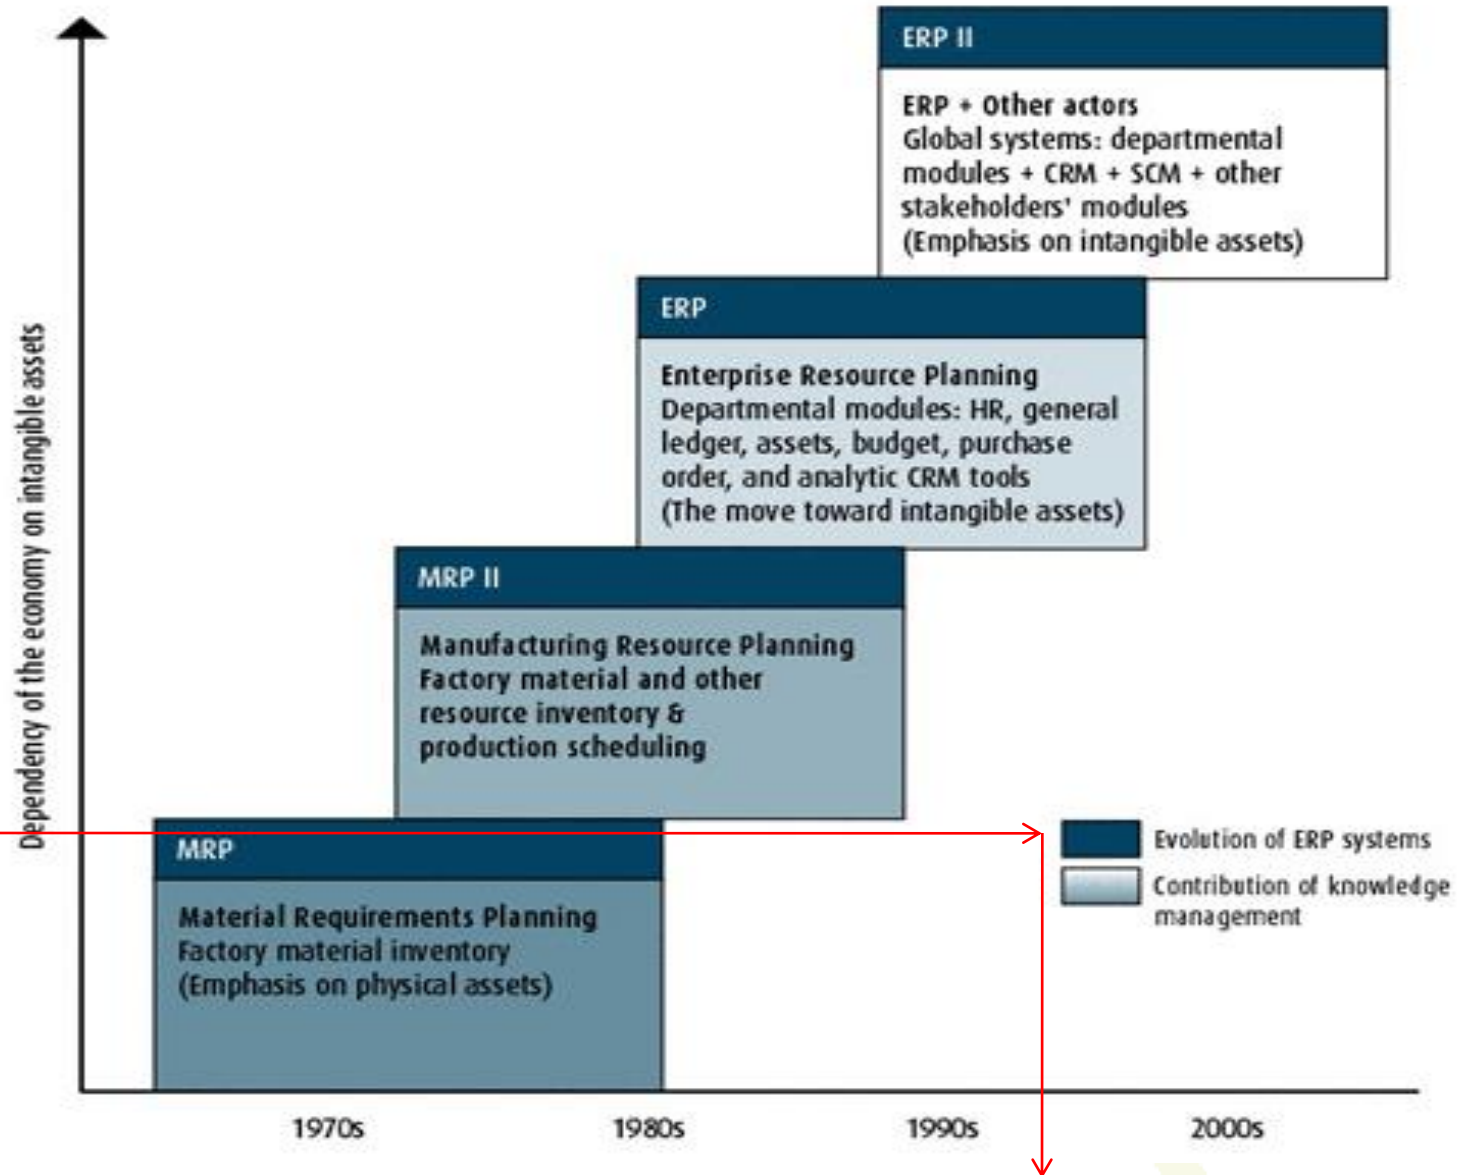 ERP II
ERP + Other actors
Global systems: departmental
modules + CRM + SCM + other
stakeholders' modules
(Emphasis on intangible assets)
ERP
Enterprise Resource Planning
Departmental modules: HR, general
ledger, assets, budget, purchase
order, and analytic CRM tools
(The move toward intangible assets)
MRP II
Manufacturing Resource Planning
Factory material and other
resource inventory &
production scheduling
MRP
Material Requirements Planning
Factory material inventory
(Emphasis on physical assets)
Dependency of the economy on intangible assets
Evolution of ERP systems
Contribution of knowledge
management
1970s 1980s 1990s 2000s